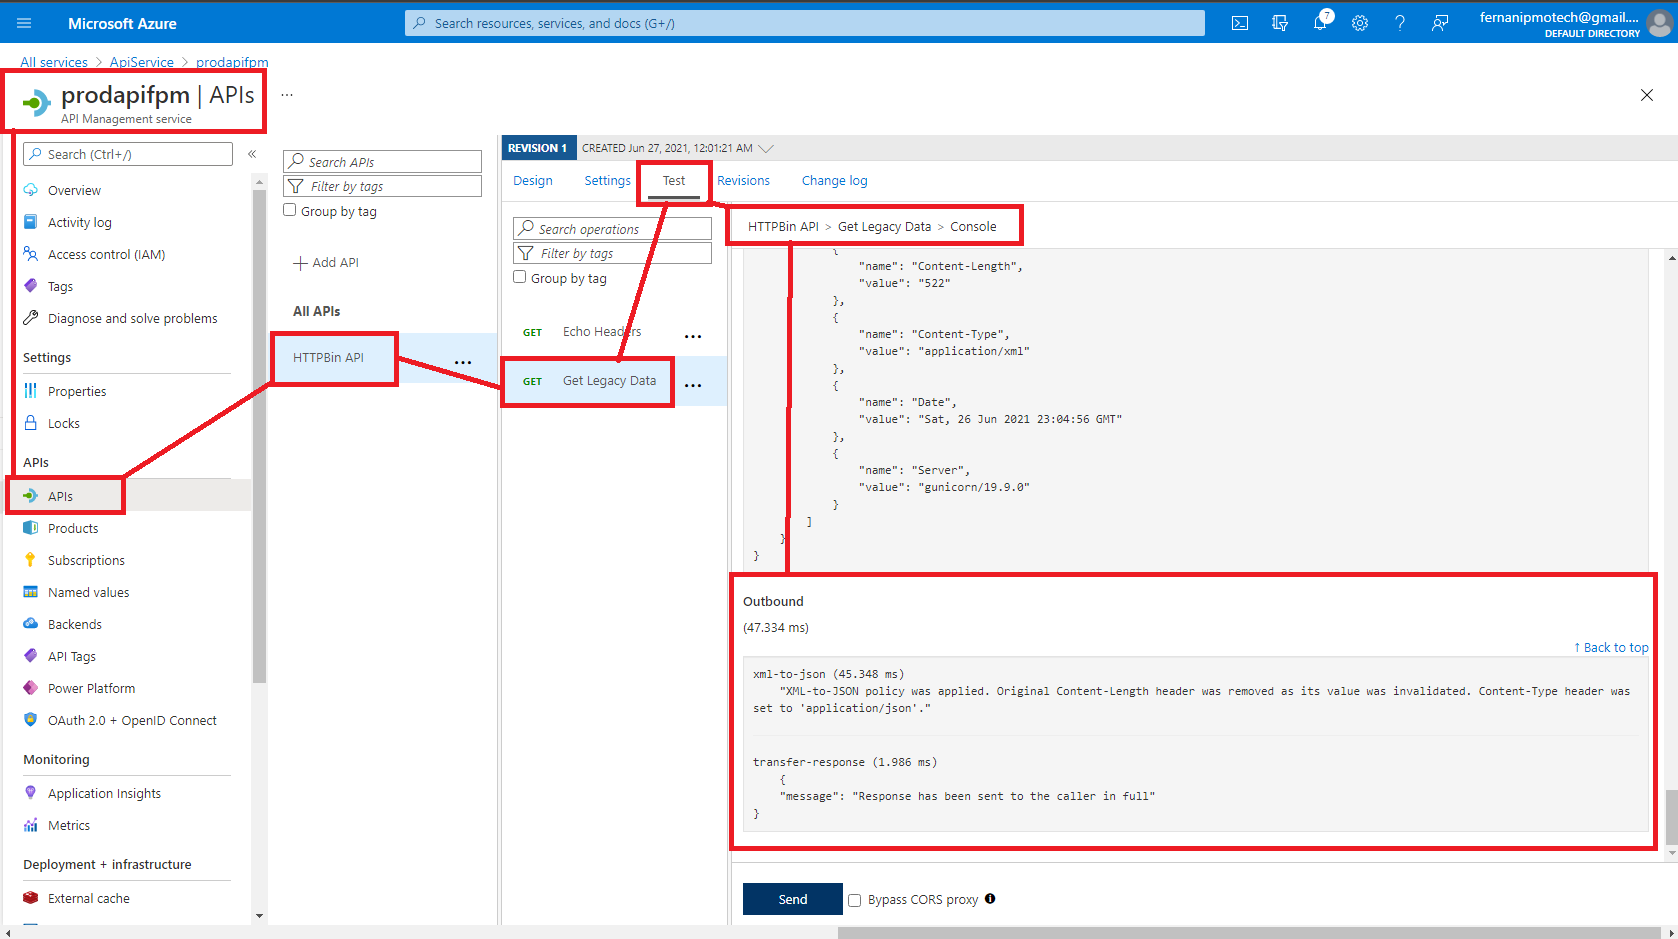 Microsoft Azure
Search resources, services, and docs (G+/)
7
fernanipmotech@gmail....
DEFAULT DIRECTORY
All services > ApiService > prodapifpm
prodapifpm | APIs
...
API Management service
Search (Ctrl+/)
«
Overview
Activity log
Access control (IAM)
Tags
Diagnose and solve problems
Settings
Properties
Locks
APIs
APIs
Products
Subscriptions
Named values
Backends
API Tags
Power Platform
OAuth 2.0 + OpenID Connect
Monitoring
Application Insights
Metrics
Deployment + infrastructure
External cache
Search APIs
Filter by tags
Group by tag
+ Add API
All APIs
HTTPBin API
...
REVISION 1
CREATED Jun 27, 2021, 12:01:21 AM
Design
Settings
Test
Revisions
Change log
Search operations
Filter by tags
Group by tag
GET Echo Headers ...
GET Get Legacy Data ...
HTTPBin API > Get Legacy Data > Console
{
"name": "Content-Length",
"value": "522"
},
{
"name": "Content-Type",
"value": "application/xml"
},
{
"name": "Date",
"value": "Sat, 26 Jun 2021 23:04:56 GMT"
},
{
"name": "Server",
"value": "gunicorn/19.9.0"
}
]
}
}
Outbound
(47.334 ms)
↑ Back to top
xml-to-json (45.348 ms)
"XML-to-JSON policy was applied. Original Content-Length header was removed as its value was invalidated. Content-Type header was
set to 'application/json'."
transfer-response (1.986 ms)
{
"message": "Response has been sent to the caller in full"
}
Send
Bypass CORS proxy